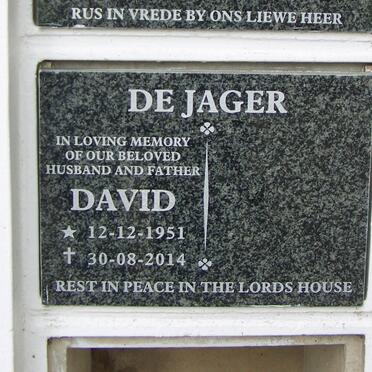 RUS IN VREDE BY ONS LIEWE HEER
DE JAGER
IN LOVING MEMORY
OF OUR BELOVED
HUSBAND AND FATHER
DAVID
★ 12-12-1951
✝ 30-08-2014
REST IN PEACE IN THE LORDS HOUSE